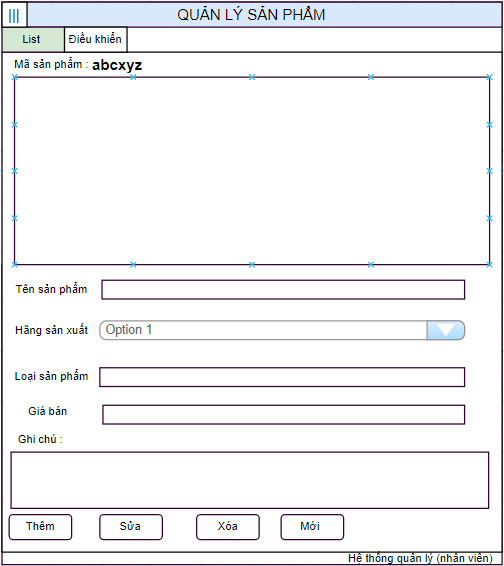 QUẢN LÝ SẢN PHẨM
List
Điều khiển
Mã sản phẩm : abcxyz
Tên sản phẩm
Hãng sản xuất
Option 1
Loại sản phẩm
Giá bán
Ghi chú :
Thêm
Sửa
Xóa
Mới
Hệ thống quản lý (nhân viên)